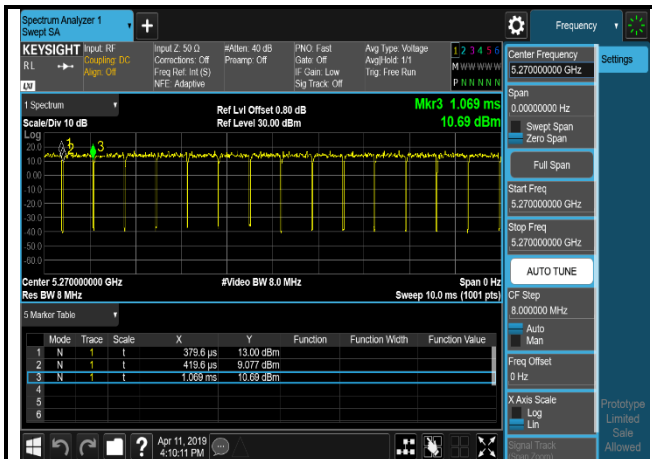 Spectrum Analyzer 1
Swept SA
+
Frequency
KEYSIGHT
RL
LXI
Input: RF
Coupling: DC
Align: Off
Input Z: 50 Ω
Corrections: Off
Freq Ref: Int (S)
NFE: Adaptive
#Atten: 40 dB
Preamp: Off
PNO: Fast
Gate: Off
IF Gain: Low
Sig Track: Off
Avg Type: Voltage
Avg|Hold: 1/1
Trig: Free Run
1 2 3 4 5 6
M W W W W W
P N N N N N
1 Spectrum
Scale/Div 10 dB
Ref Lvl Offset 0.80 dB
Ref Level 30.00 dBm
Mkr3 1.069 ms
10.69 dBm
Log
20.0
10.0
0.00
-10.0
-20.0
-30.0
-40.0
-50.0
-60.0
1
2
3
Center 5.270000000 GHz
Res BW 8 MHz
#Video BW 8.0 MHz
Span 0 Hz
Sweep 10.0 ms (1001 pts)
5 Marker Table
Mode Trace Scale X Y Function Function Width Function Value
1 N 1 t 379.6 µs 13.00 dBm
2 N 1 t 419.6 µs 9.077 dBm
3 N 1 t 1.069 ms 10.69 dBm
4
5
6
?
Apr 11, 2019
4:10:11 PM
Center Frequency
5.270000000 GHz
Span
0.00000000 Hz
Swept Span
Zero Span
Full Span
Start Freq
5.270000000 GHz
Stop Freq
5.270000000 GHz
AUTO TUNE
CF Step
8.000000 MHz
Auto
Man
Freq Offset
0 Hz
X Axis Scale
Log
Lin
Signal Track
(Span Zoom)
Settings
Prototype
Limited
Sale
Allowed